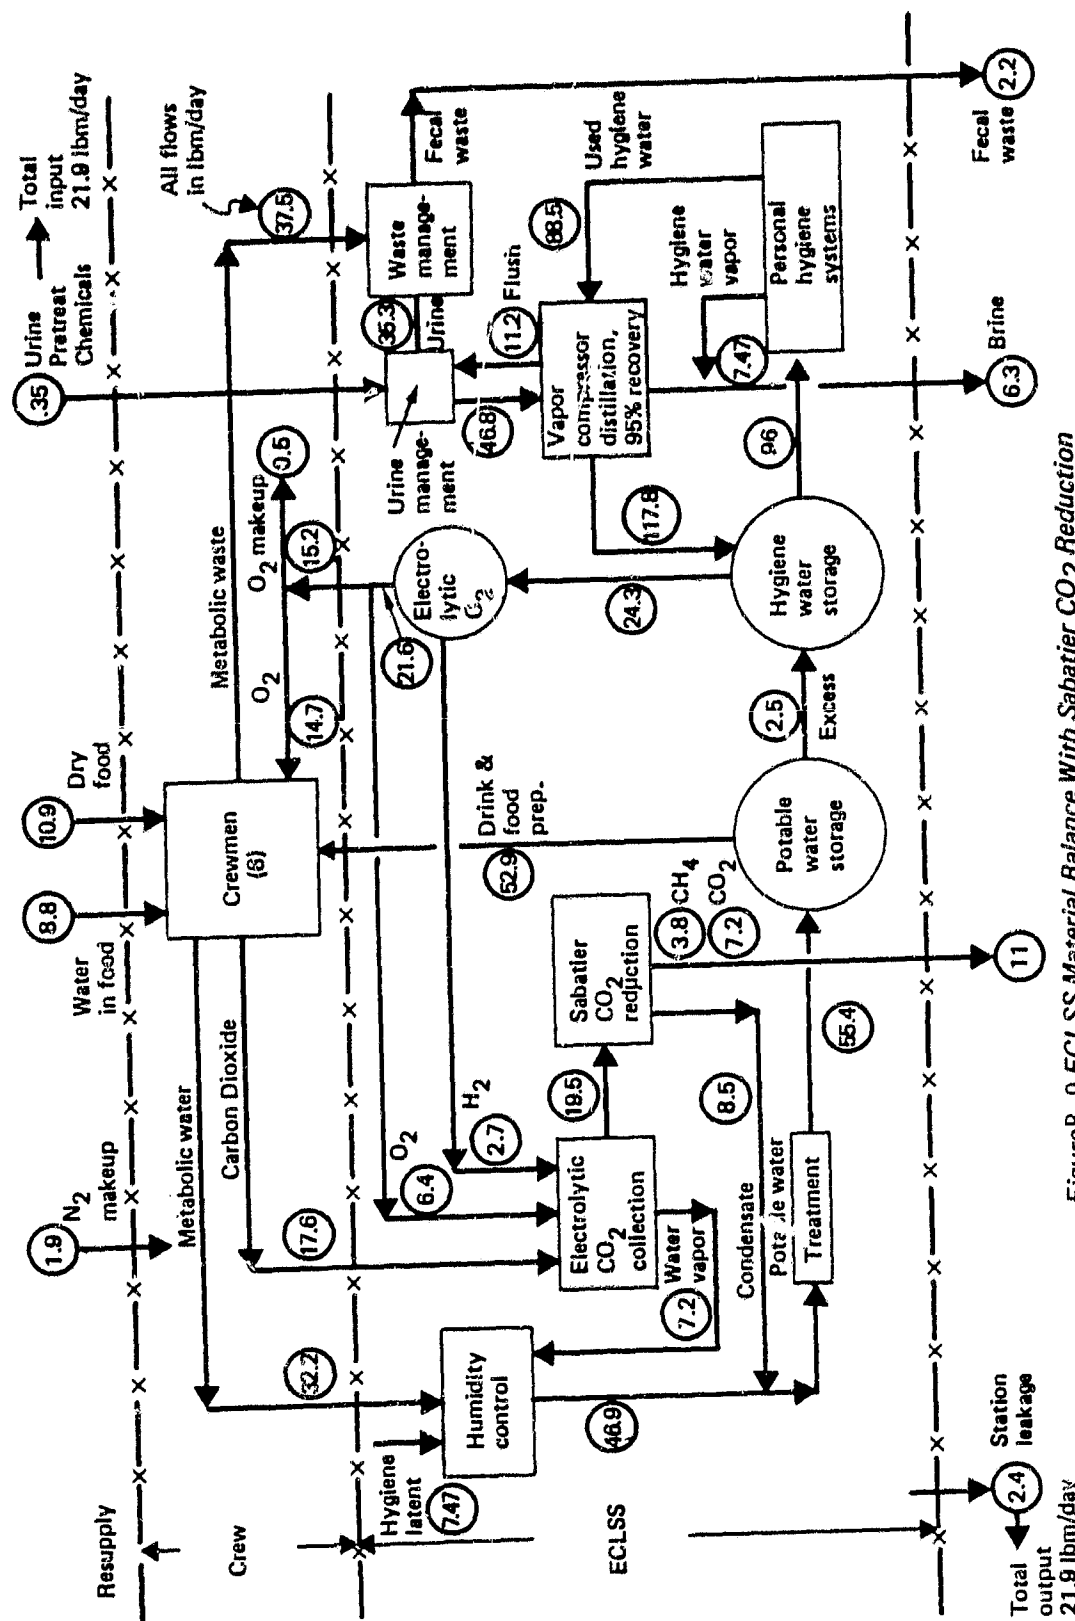 .35
Urine
Pretreat
Chemicals
Total
input
21.9 lbm/day
10.9
Dry
food
8.8
Water
in food
1.9
N2
makeup
Resupply
All flows
in lbm/day
37.5
Metabolic waste
O2 makeup
0.5
15.2
O2
14.7
Crewmen
(8)
Metabolic water
Carbon Dioxide
17.6
32.2
Crew
Waste
manage-
ment
Fecal
waste
35.3
Urine
Urine
manage-
ment
11.2
Flush
46.8
Vapor
compressor
distillation,
95% recovery
88.5
Used
hygiene
water
Hygiene
water
vapor
7.47
Personal
hygiene
systems
Electro-
lytic
O2
21.6
24.3
117.8
Hygiene
water
storage
96
2.5
Excess
Drink &
food
prep.
52.9
Potable
water
storage
H2
2.7
O2
6.4
Electrolytic
CO2
collection
19.5
Sabatier
CO2
reduction
3.8
CH4
7.2
CO2
8.5
Condensate
Potable water
Treatment
55.4
Water
vapor
7.2
Humidity
control
46.9
Hygiene
latent
7.47
ECLSS
2.2
Fecal
waste
6.3
Brine
11
2.4
Station
leakage
Total
output
21.9 lbm/day
ECLSS Material Balance With Sabatier CO2 Reduction